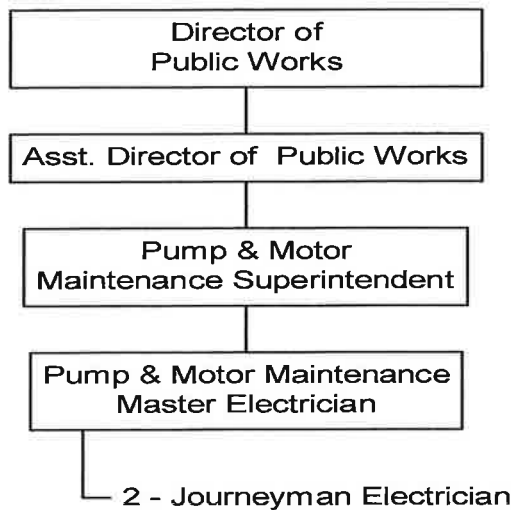 Director of
Public Works
Asst. Director of Public Works
Pump & Motor
Maintenance Superintendent
Pump & Motor Maintenance
Master Electrician
2 - Journeyman Electrician